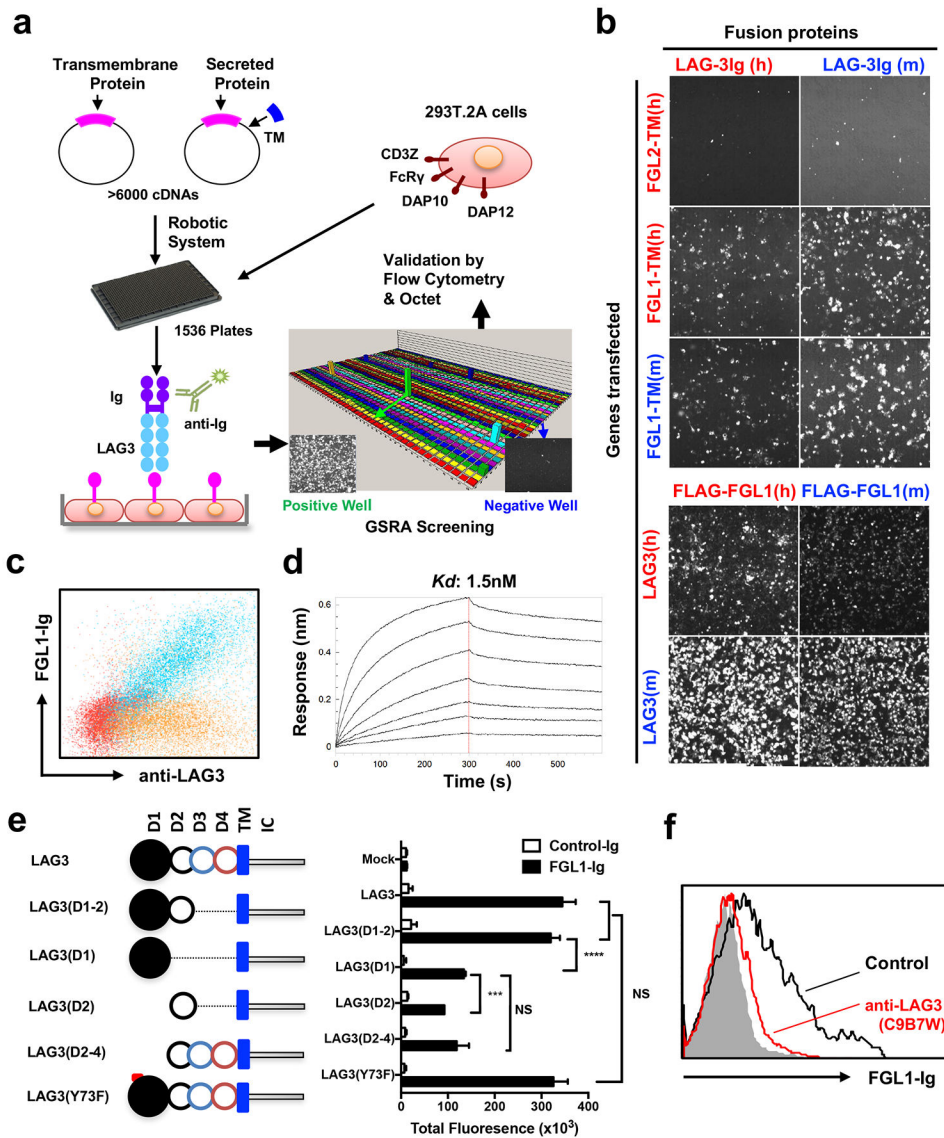 a
Transmembrane
Protein
Secreted
Protein
TM
>6000 cDNAs
293T.2A cells
CD3Z
FcRγ
DAP10
DAP12
Robotic
System
1536 Plates
Validation by
Flow Cytometry
& Octet
Ig
anti-Ig
LAG3
Positive Well
Negative Well
GSRA Screening
b
Fusion proteins
LAG-3Ig (h)
LAG-3Ig (m)
Genes transfected
FGL2-TM(h)
FGL1-TM(h)
FGL1-TM(m)
FLAG-FGL1(h)
FLAG-FGL1(m)
LAG3(h)
LAG3(m)
c
FGL1-Ig
anti-LAG3
d
Kd: 1.5nM
Response (nm)
0.6
0.4
0.2
0
0
100
200
300
400
500
Time (s)
e
D1
D2
D3
D4
TM
IC
LAG3
LAG3(D1-2)
LAG3(D1)
LAG3(D2)
LAG3(D2-4)
LAG3(Y73F)
Control-Ig
FGL1-Ig
Mock
LAG3
LAG3(D1-2)
LAG3(D1)
LAG3(D2)
LAG3(D2-4)
LAG3(Y73F)
****
***
NS
NS
0
100
200
300
400
Total Fluoresence (x10³)
f
Control
anti-LAG3
(C9B7W)
FGL1-Ig